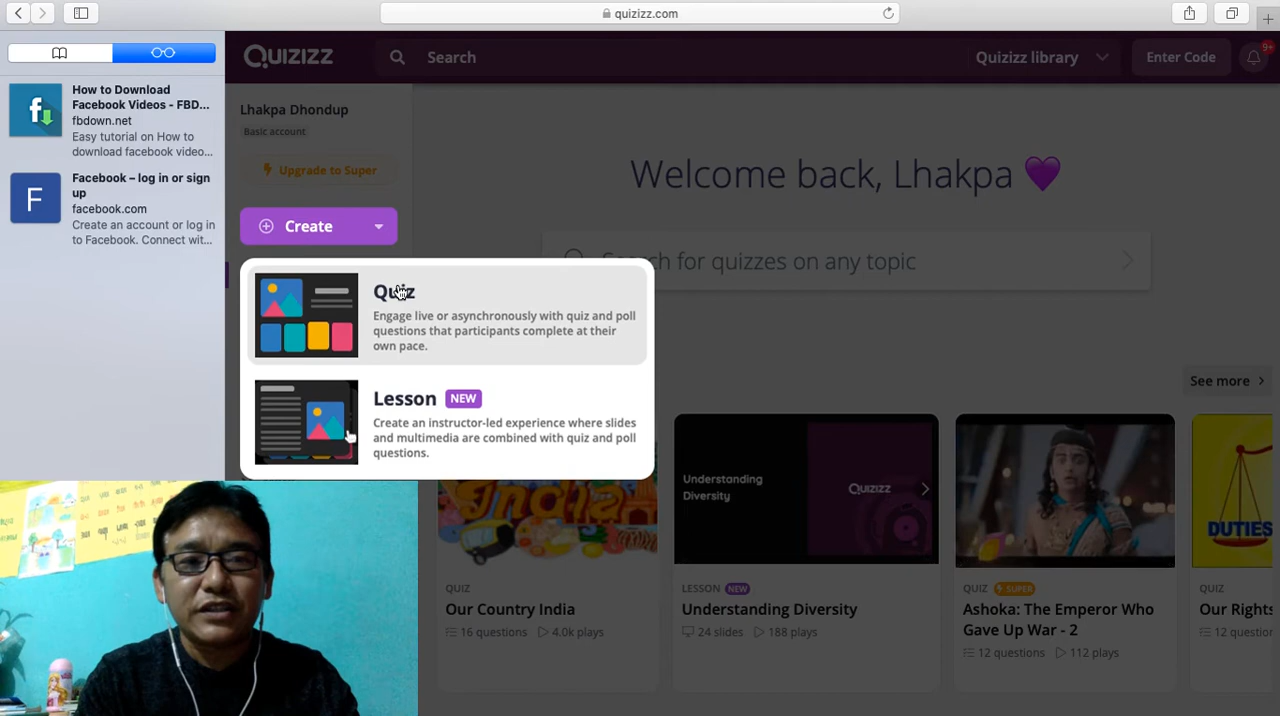 quizizz.com
How to Download
Facebook Videos - FBD...
fbdown.net
Easy tutorial on How to
download facebook video...
F
Facebook – log in or sign
up
facebook.com
Create an account or log in
to Facebook. Connect wit...
Quizizz
Search
Quizizz library
Enter Code
9+
Lhakpa Dhondup
Basic account
Upgrade to Super
Create
Welcome back, Lhakpa
Search for quizzes on any topic
Quiz
Engage live or asynchronously with quiz and poll
questions that participants complete at their
own pace.
Lesson NEW
Create an instructor-led experience where slides
and multimedia are combined with quiz and poll
questions.
See more
India
QUIZ
Our Country India
16 questions 4.0k plays
Understanding
Diversity
Quizizz
LESSON NEW
Understanding Diversity
24 slides 188 plays
QUIZ SUPER
Ashoka: The Emperor Who
Gave Up War - 2
12 questions 112 plays
DUTIES
QUIZ
Our Rights
12 question